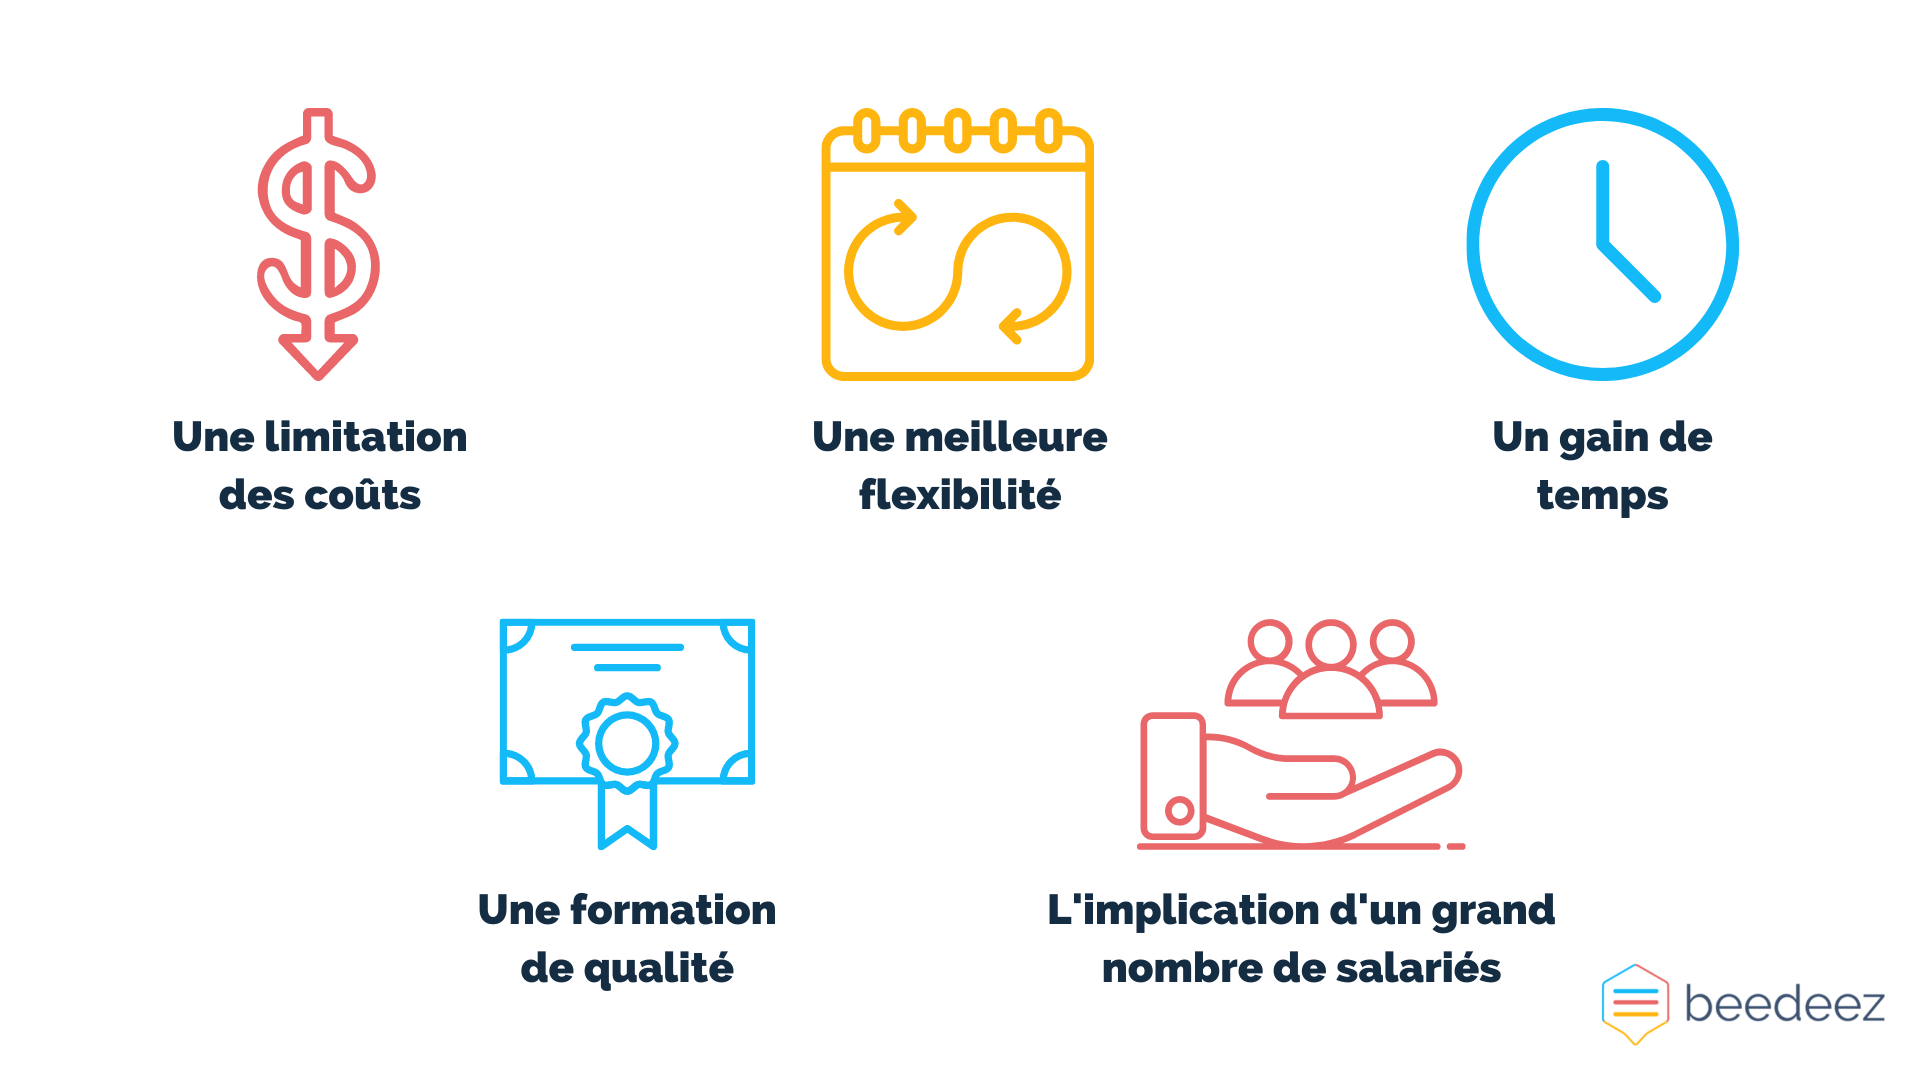 Une limitation
des coûts
Une meilleure
flexibilité
Un gain de
temps
Une formation
de qualité
L'implication d'un grand
nombre de salariés
beedeez